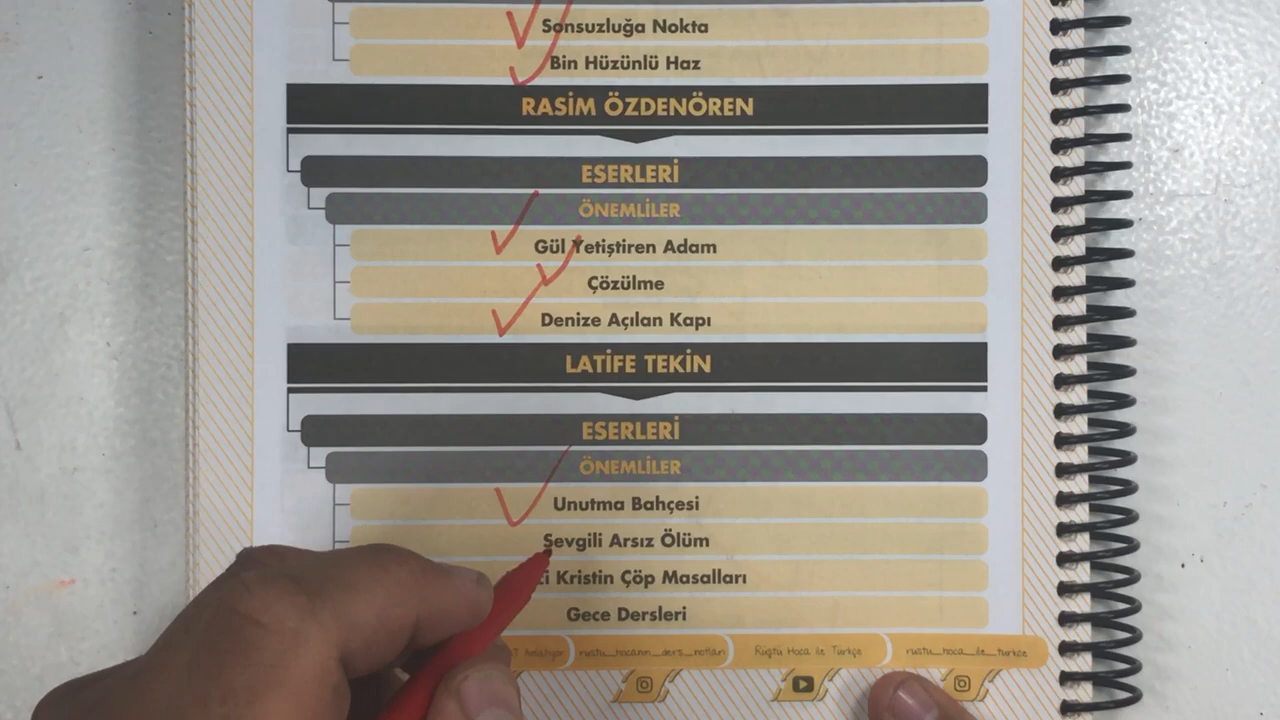 Sonsuzluğa Nokta
Bin Hüzünlü Haz
RASİM ÖZDENÖREN
ESERLERİ
ÖNEMLİLER
Gül Yetiştiren Adam
Çözülme
Denize Açılan Kapı
LATİFE TEKİN
ESERLERİ
ÖNEMLİLER
Unutma Bahçesi
Sevgili Arsız Ölüm
Kristin Çöp Masalları
Gece Dersleri
Anlatıyor rustu_hocanin_ders_notlari Rüştü Hoca ile Türkçe rustu_hoca_ile_turkce